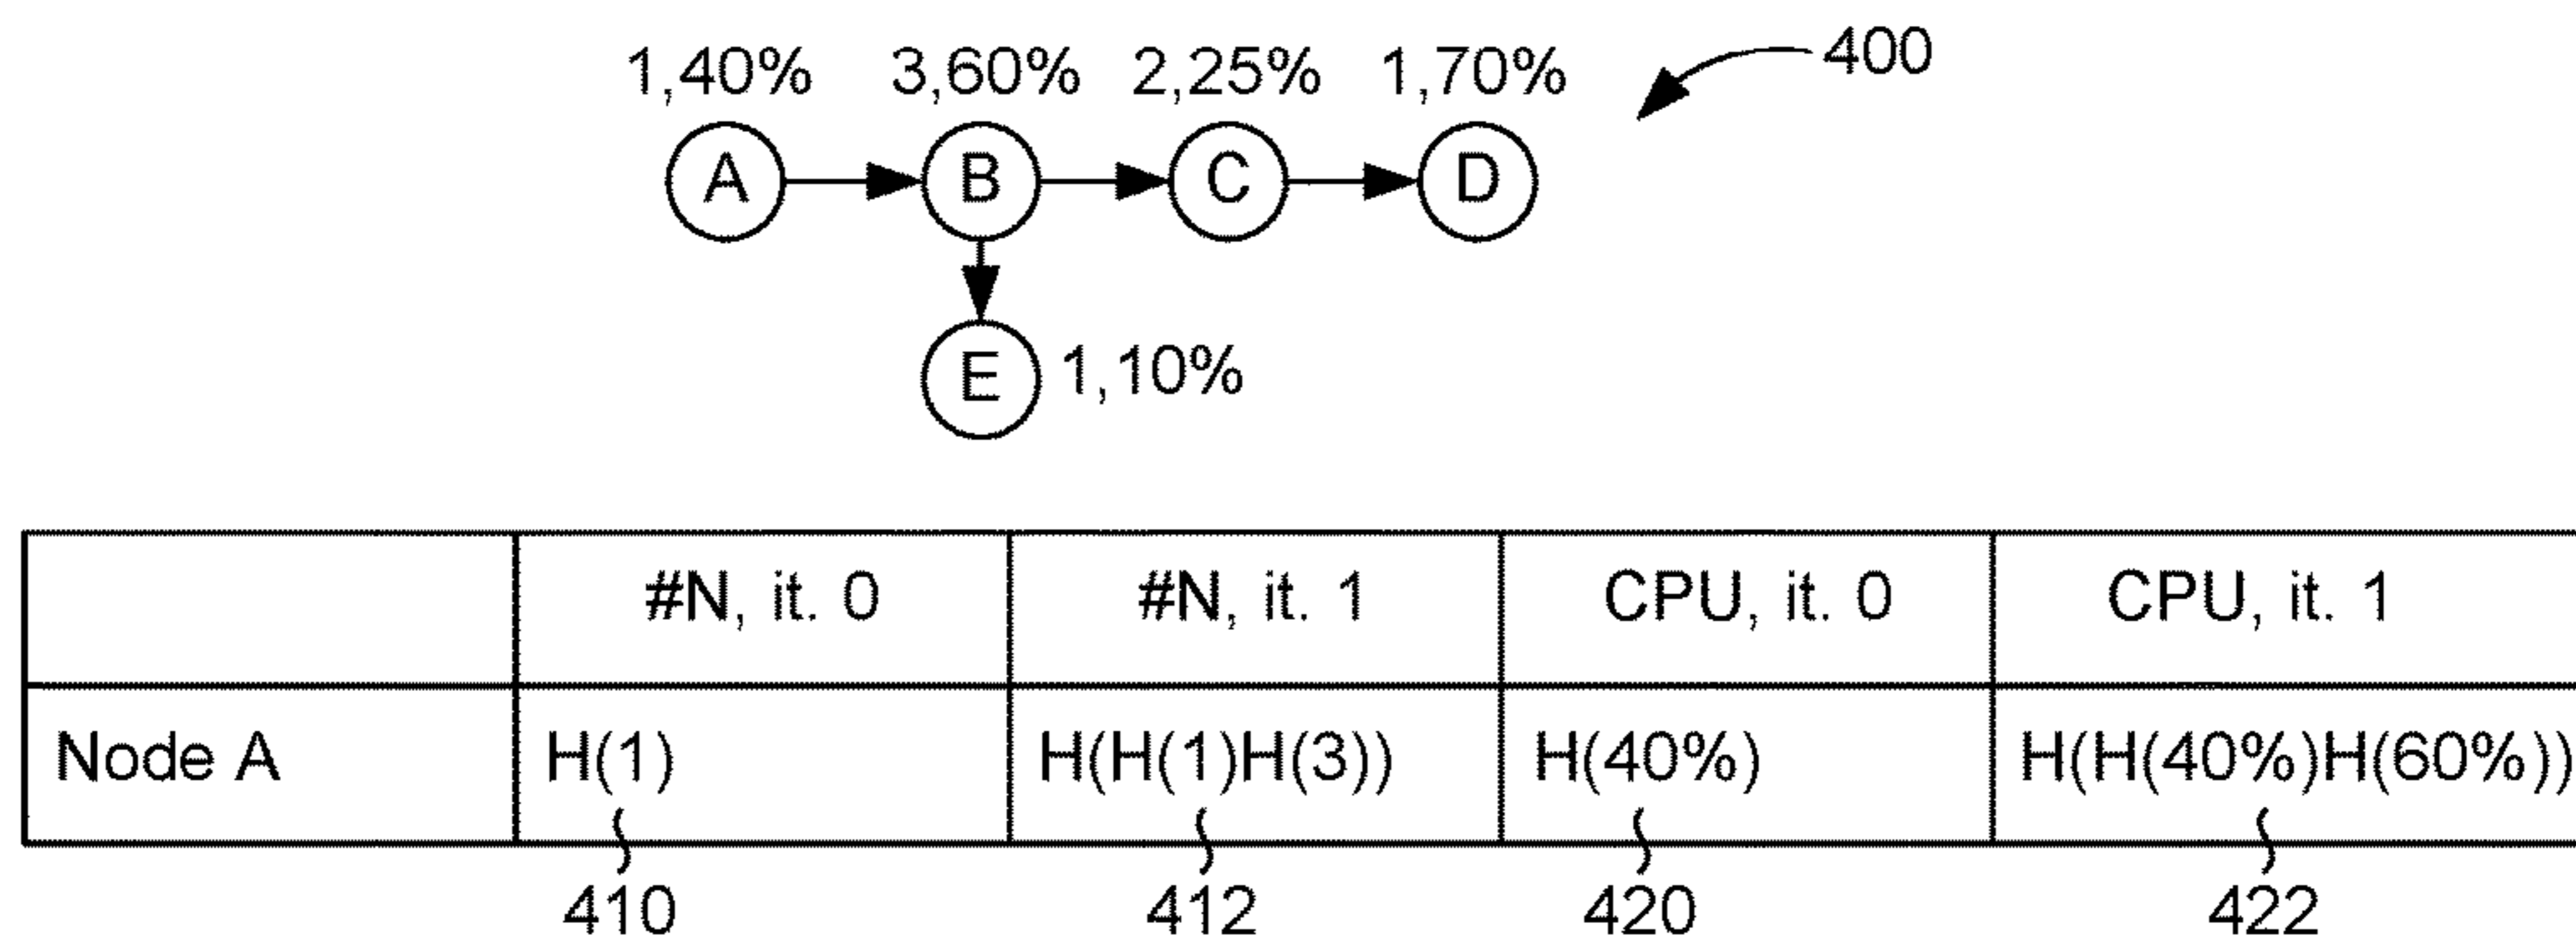 1,40% 3,60% 2,25% 1,70% 400
A B C D
E 1,10%
#N, it. 0 #N, it. 1 CPU, it. 0 CPU, it. 1
Node A H(1) H(H(1)H(3)) H(40%) H(H(40%)H(60%))
410 412 420 422